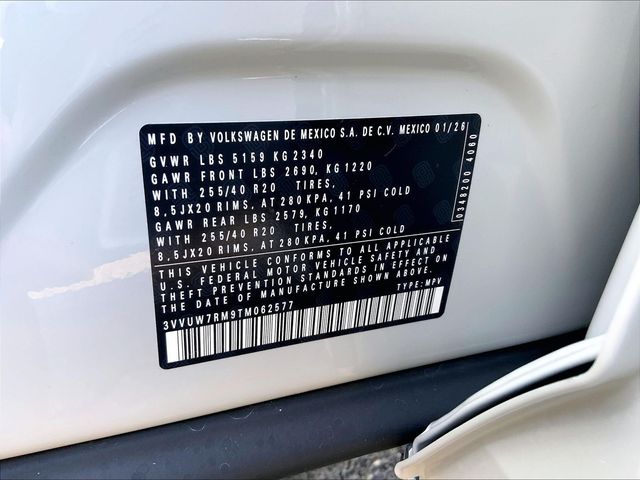 MFD BY VOLKSWAGEN DE MEXICO S.A. DE C.V. MEXICO 01/26
GVWR LBS 5159 KG 2340
GAWR FRONT LBS 2690, KG 1220
WITH 255/40 R20 TIRES,
8,5JX20 RIMS, AT 280 KPA, 41 PSI COLD
GAWR REAR LBS 2579, KG 1170
WITH 255/40 R20 TIRES,
8,5JX20 RIMS, AT 280 KPA, 41 PSI COLD
THIS VEHICLE CONFORMS TO ALL APPLICABLE
U.S. FEDERAL MOTOR VEHICLE SAFETY AND
THEFT PREVENTION STANDARDS IN EFFECT ON
THE DATE OF MANUFACTURE SHOWN ABOVE.
3VVUW7RM9TM062577 TYPE: MPV
0348200 4060